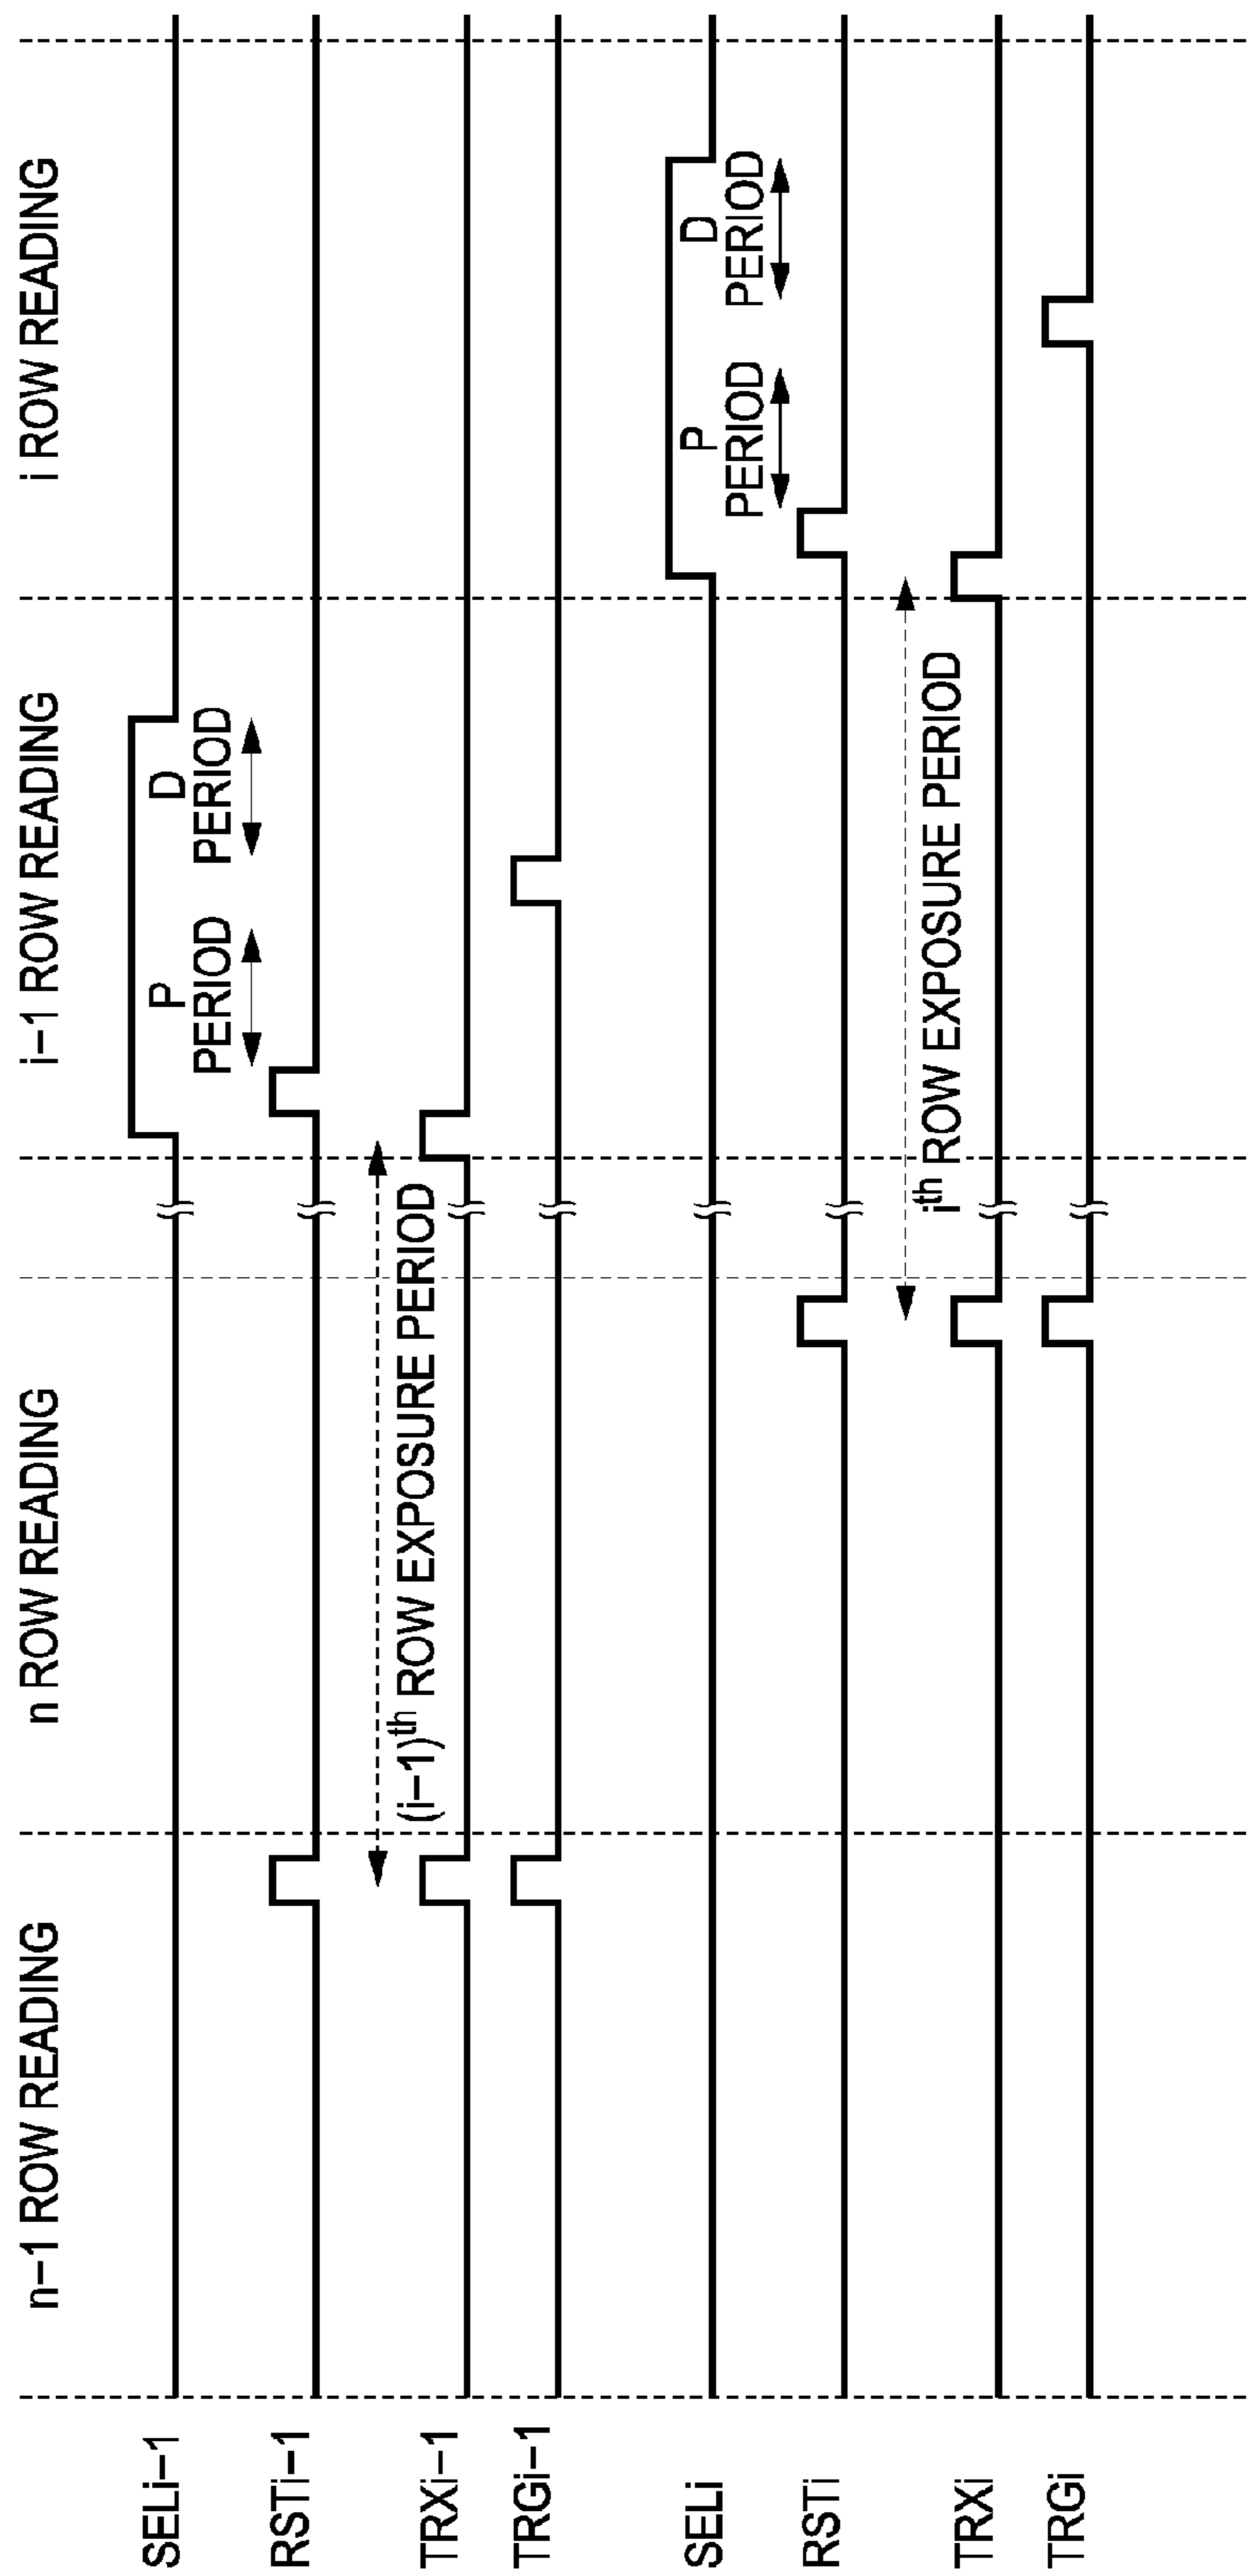 n−1 ROW READING
n ROW READING
i−1 ROW READING
i ROW READING
SELi−1
P
PERIOD
D
PERIOD
RSTi−1
(i−1)th ROW EXPOSURE PERIOD
TRXi−1
TRGi−1
SELi
P
PERIOD
D
PERIOD
RSTi
ith ROW EXPOSURE PERIOD
TRXi
TRGi